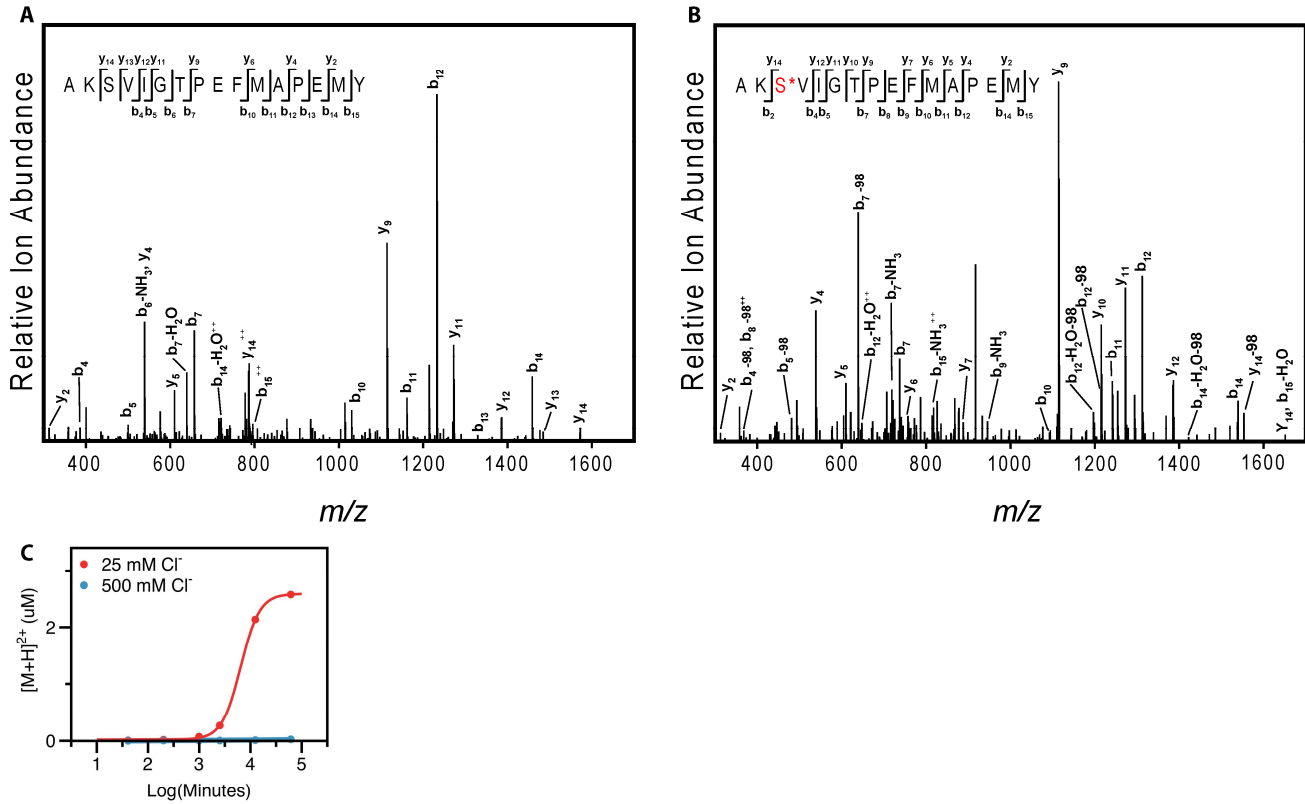 A
Relative Ion Abundance
y14 y13 y12 y11 y9 y6 y4 y2
A K S V I G T P E F M A P E M Y
b4 b5 b6 b7 b10 b11 b12 b13 b14 b15
y2
b4
b5
b6-NH3, y4
b7-H2O
y5
b7
b14-H2O++
y14++
b15++
b10
y9
b11
b12
y11
b13
y12
b14
y13
y14
400 600 800 1000 1200 1400 1600
m/z
B
Relative Ion Abundance
y14 y12 y11 y10 y9 y7 y6 y5 y4 y2
A K S* V I G T P E F M A P E M Y
b2 b4 b5 b7 b8 b9 b10 b11 b12 b14 b15
y2
b4-98, b8-98++
b5-98
y4
y5
b7-98
b12-H2O++
b7-NH3
b7
y6
b15-NH3++
y7
b9-NH3
b10
y9
b12-H2O-98
b12-98
y10
b11
y11
b12
y12
b14-H2O-98
b14
y14-98
Y14, b15-H2O
400 600 800 1000 1200 1400 1600
m/z
C
25 mM Cl-
500 mM Cl-
[M+H]2+ (uM)
2
0
1 2 3 4 5
Log(Minutes)